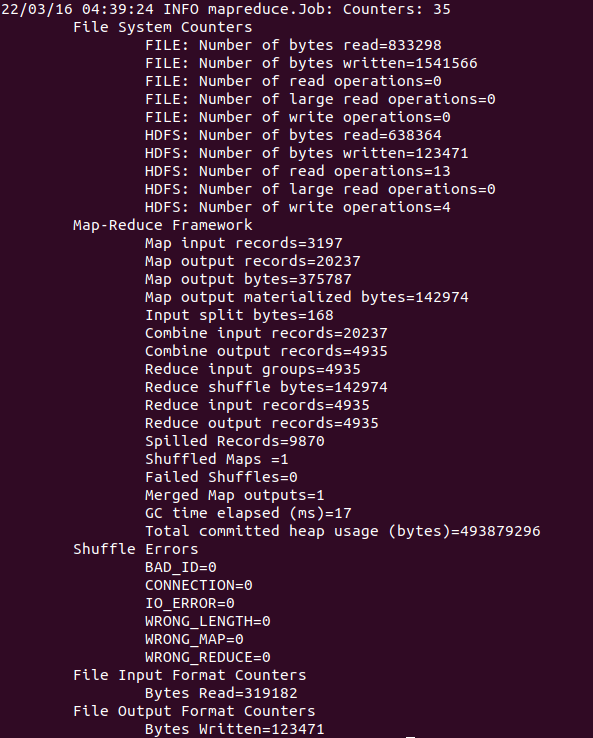 22/03/16 04:39:24 INFO mapreduce.Job: Counters: 35
File System Counters
FILE: Number of bytes read=833298
FILE: Number of bytes written=1541566
FILE: Number of read operations=0
FILE: Number of large read operations=0
FILE: Number of write operations=0
HDFS: Number of bytes read=638364
HDFS: Number of bytes written=123471
HDFS: Number of read operations=13
HDFS: Number of large read operations=0
HDFS: Number of write operations=4
Map-Reduce Framework
Map input records=3197
Map output records=20237
Map output bytes=375787
Map output materialized bytes=142974
Input split bytes=168
Combine input records=20237
Combine output records=4935
Reduce input groups=4935
Reduce shuffle bytes=142974
Reduce input records=4935
Reduce output records=4935
Spilled Records=9870
Shuffled Maps =1
Failed Shuffles=0
Merged Map outputs=1
GC time elapsed (ms)=17
Total committed heap usage (bytes)=493879296
Shuffle Errors
BAD_ID=0
CONNECTION=0
IO_ERROR=0
WRONG_LENGTH=0
WRONG_MAP=0
WRONG_REDUCE=0
File Input Format Counters
Bytes Read=319182
File Output Format Counters
Bytes Written=123471